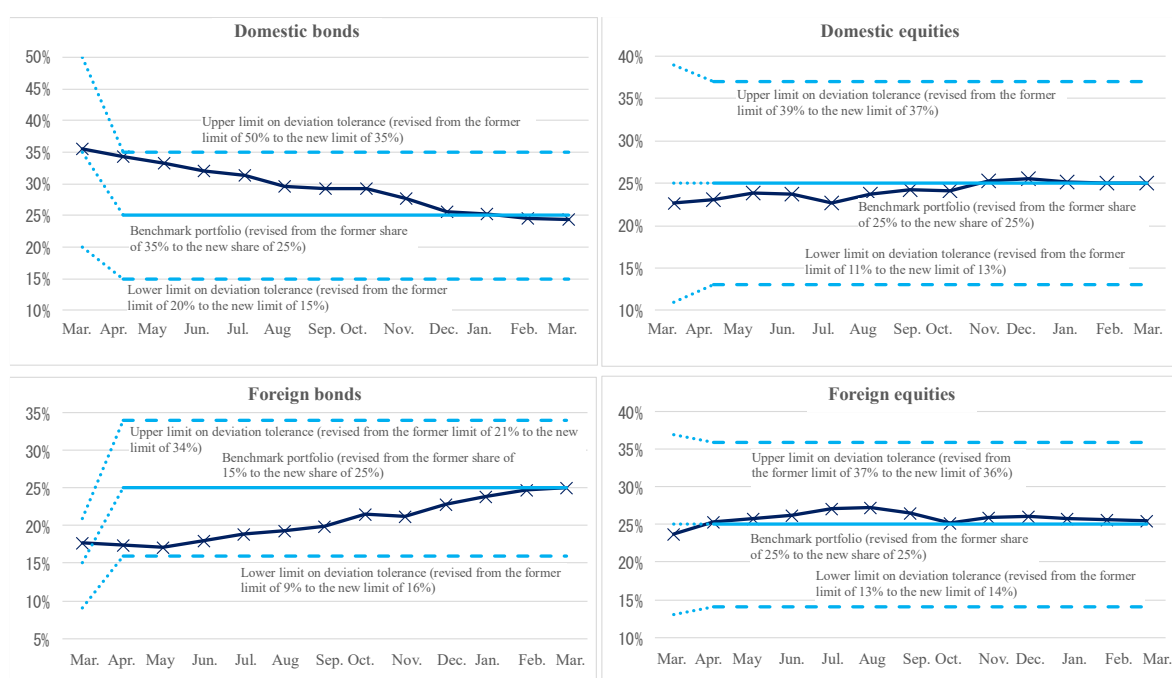 Domestic bonds
50%
45%
40%
35%
30%
25%
20%
15%
10%
Upper limit on deviation tolerance (revised from the former
limit of 50% to the new limit of 35%)
Benchmark portfolio (revised from the former share
of 35% to the new share of 25%)
Lower limit on deviation tolerance (revised from the former
limit of 20% to the new limit of 15%)
Mar. Apr. May Jun. Jul. Aug Sep. Oct. Nov. Dec. Jan. Feb. Mar.
Domestic equities
40%
35%
30%
25%
20%
15%
10%
Upper limit on deviation tolerance (revised from the former
limit of 39% to the new limit of 37%)
Benchmark portfolio (revised from the former share
of 25% to the new share of 25%)
Lower limit on deviation tolerance (revised from the former
limit of 11% to the new limit of 13%)
Mar. Apr. May Jun. Jul. Aug Sep. Oct. Nov. Dec. Jan. Feb. Mar.
Foreign bonds
35%
30%
25%
20%
15%
10%
5%
Upper limit on deviation tolerance (revised from the former limit of 21% to the new
limit of 34%)
Benchmark portfolio (revised from the former share of
15% to the new share of 25%)
Lower limit on deviation tolerance (revised from the former
limit of 9% to the new limit of 16%)
Mar. Apr. May Jun. Jul. Aug Sep. Oct. Nov. Dec. Jan. Feb. Mar.
Foreign equities
40%
35%
30%
25%
20%
15%
10%
Upper limit on deviation tolerance (revised from
the former limit of 37% to the new limit of 36%)
Benchmark portfolio (revised from the former share
of 25% to the new share of 25%)
Lower limit on deviation tolerance (revised from the former
limit of 13% to the new limit of 14%)
Mar. Apr. May Jun. Jul. Aug Sep. Oct. Nov. Dec. Jan. Feb. Mar.